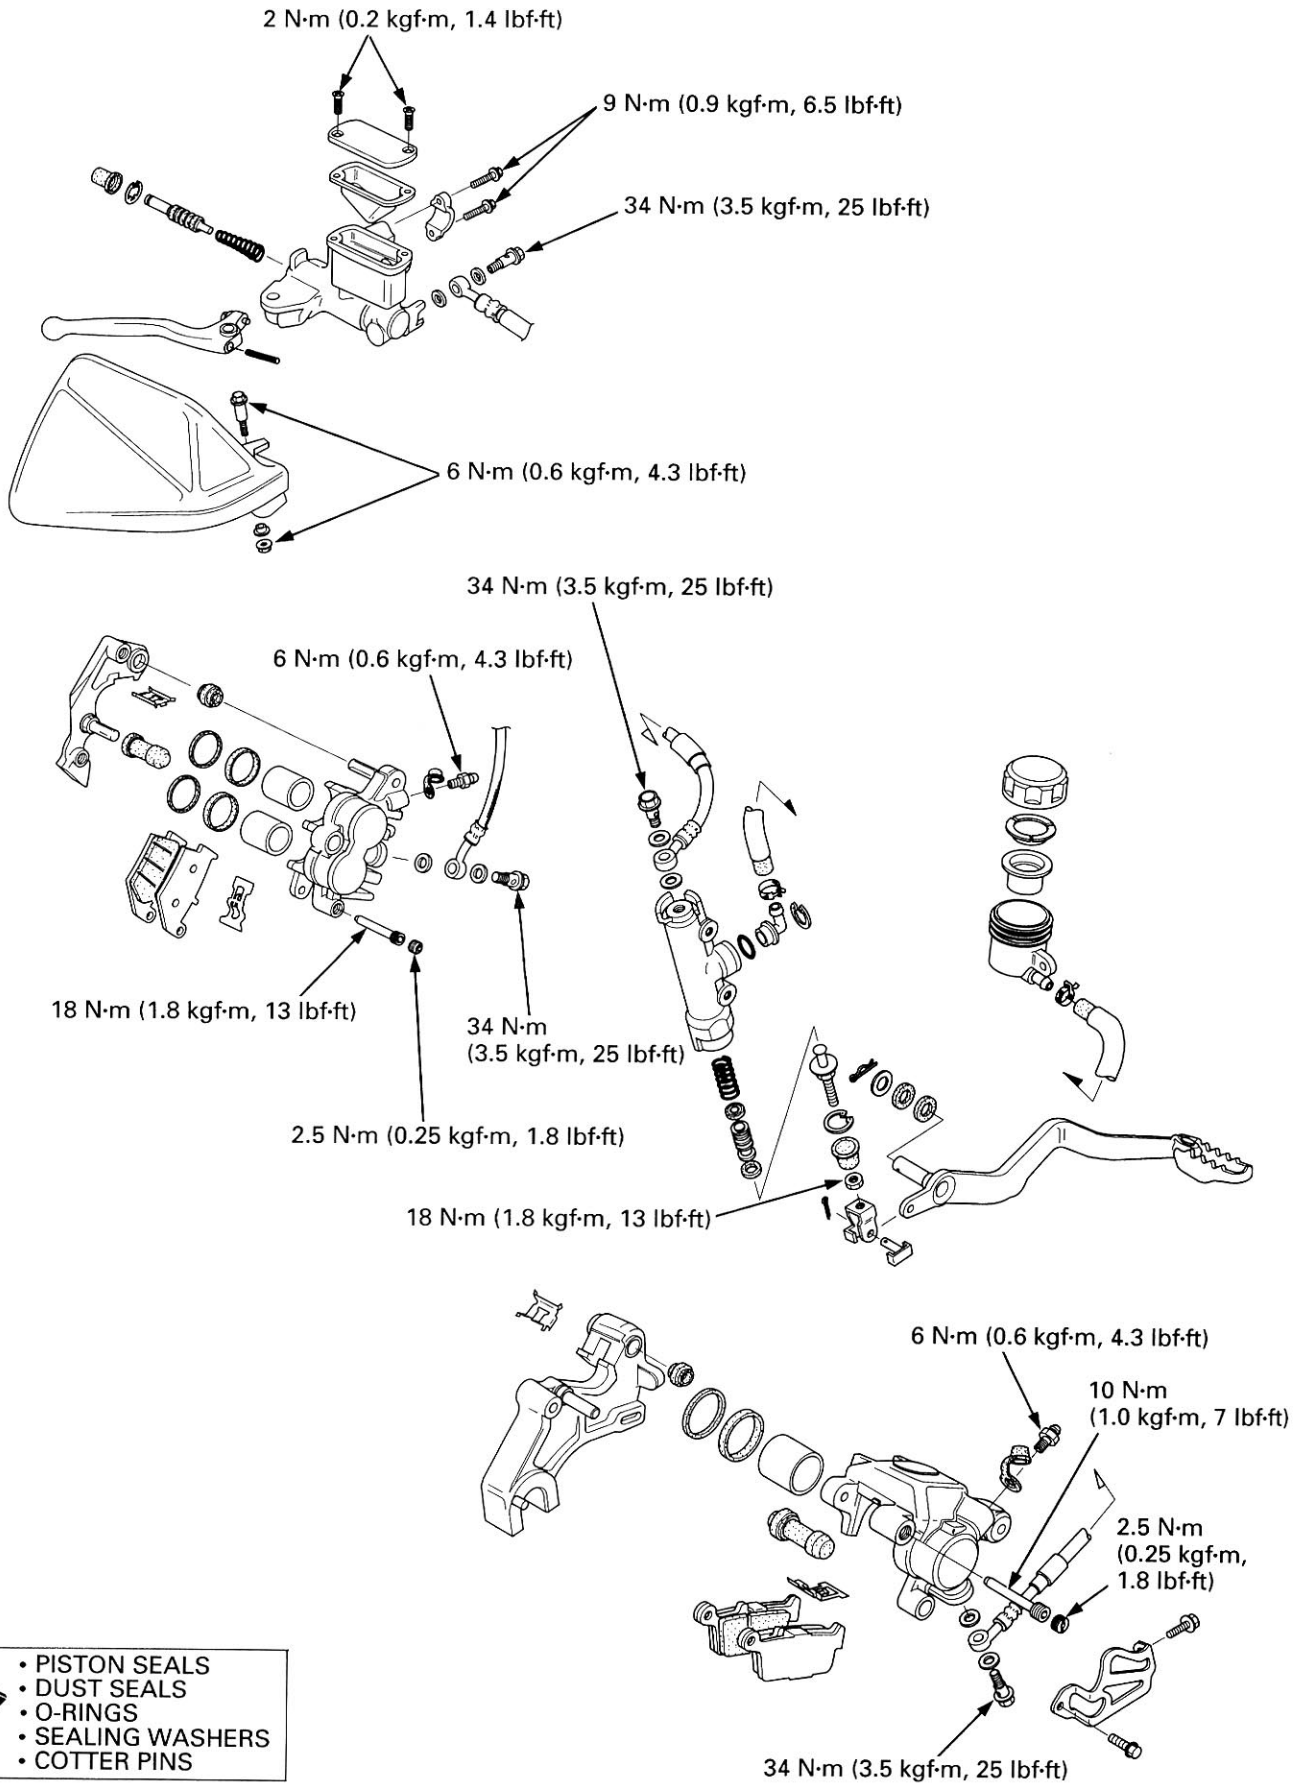 2 N·m (0.2 kgf·m, 1.4 lbf·ft)
9 N·m (0.9 kgf·m, 6.5 lbf·ft)
34 N·m (3.5 kgf·m, 25 lbf·ft)
6 N·m (0.6 kgf·m, 4.3 lbf·ft)
34 N·m (3.5 kgf·m, 25 lbf·ft)
6 N·m (0.6 kgf·m, 4.3 lbf·ft)
18 N·m (1.8 kgf·m, 13 lbf·ft)
34 N·m
(3.5 kgf·m, 25 lbf·ft)
2.5 N·m (0.25 kgf·m, 1.8 lbf·ft)
18 N·m (1.8 kgf·m, 13 lbf·ft)
6 N·m (0.6 kgf·m, 4.3 lbf·ft)
10 N·m
(1.0 kgf·m, 7 lbf·ft)
2.5 N·m
(0.25 kgf·m,
1.8 lbf·ft)
34 N·m (3.5 kgf·m, 25 lbf·ft)
• PISTON SEALS
• DUST SEALS
• O-RINGS
• SEALING WASHERS
• COTTER PINS